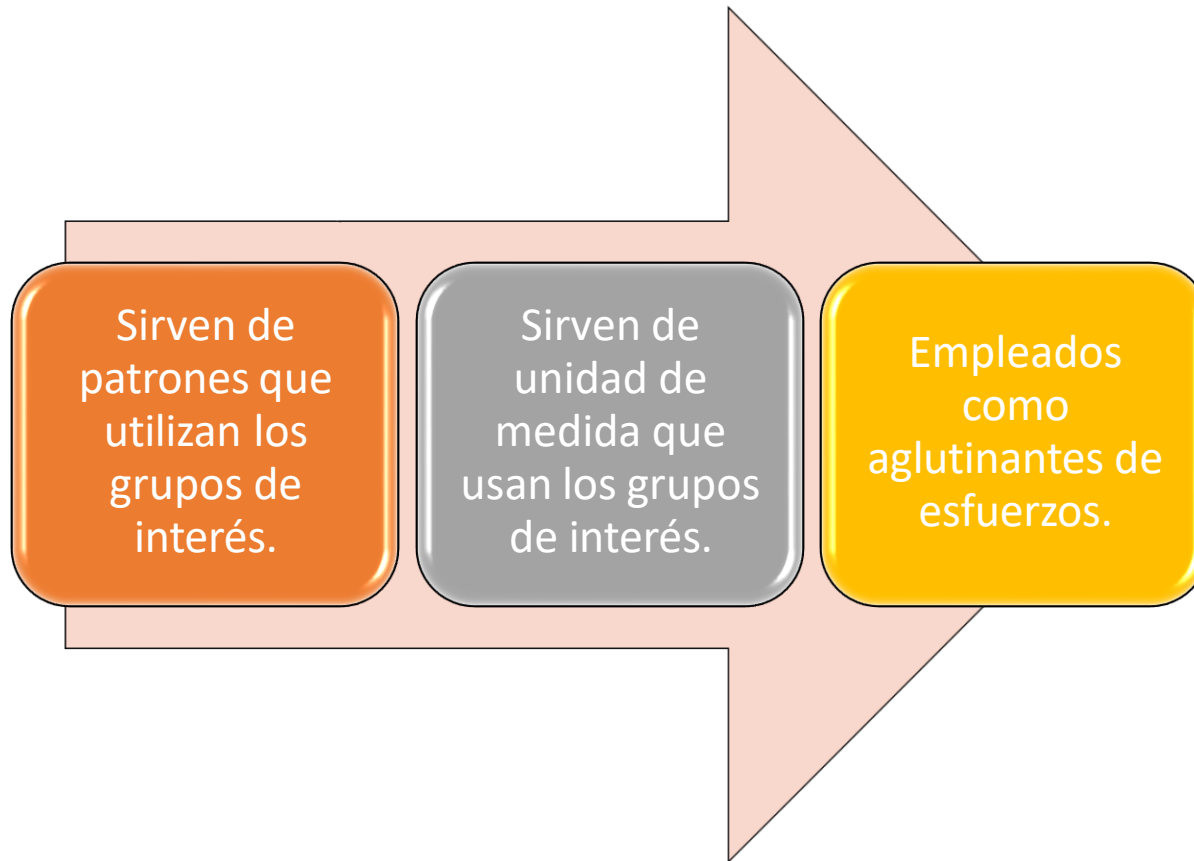 Sirven de
patrones que
utilizan los
grupos de
interés.
Sirven de
unidad de
medida que
usan los grupos
de interés.
Empleados
como
aglutinantes de
esfuerzos.